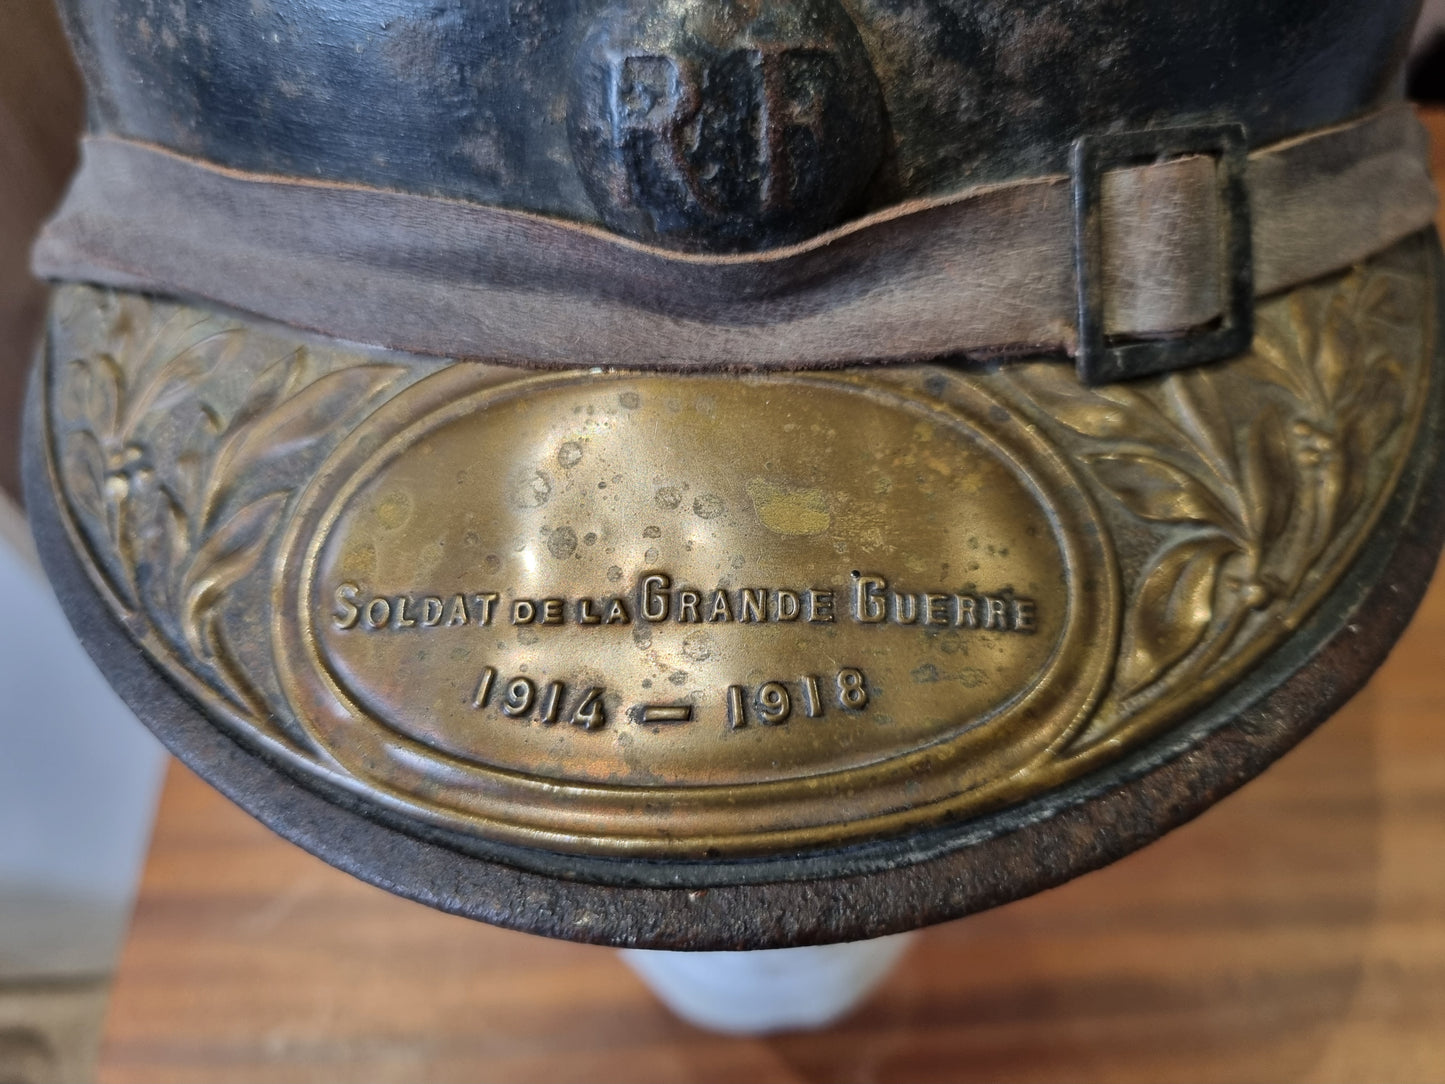 RF
SOLDAT DE LA GRANDE GUERRE
1914 - 1918